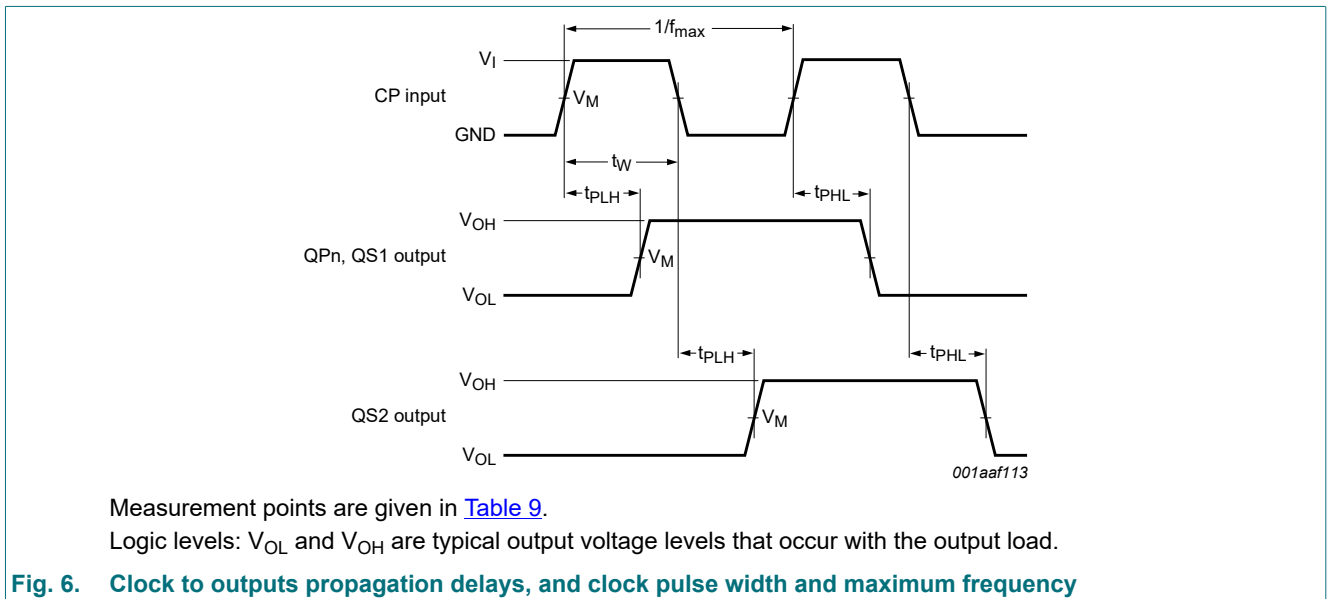 1/fmax
VI
CP input
VM
GND
tW
tPLH
tPHL
VOH
QPn, QS1 output
VM
VOL
tPLH
tPHL
VOH
QS2 output
VM
VOL
001aaf113
Measurement points are given in Table 9.
Logic levels: VOL and VOH are typical output voltage levels that occur with the output load.
Fig. 6. Clock to outputs propagation delays, and clock pulse width and maximum frequency